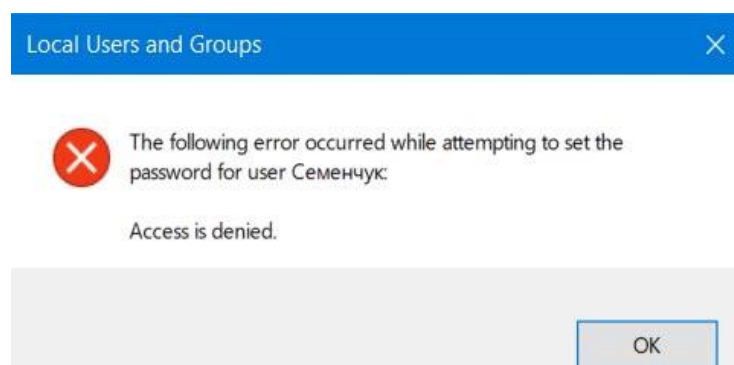 Local Users and Groups
The following error occurred while attempting to set the
password for user Семенчук:
Access is denied.
OK